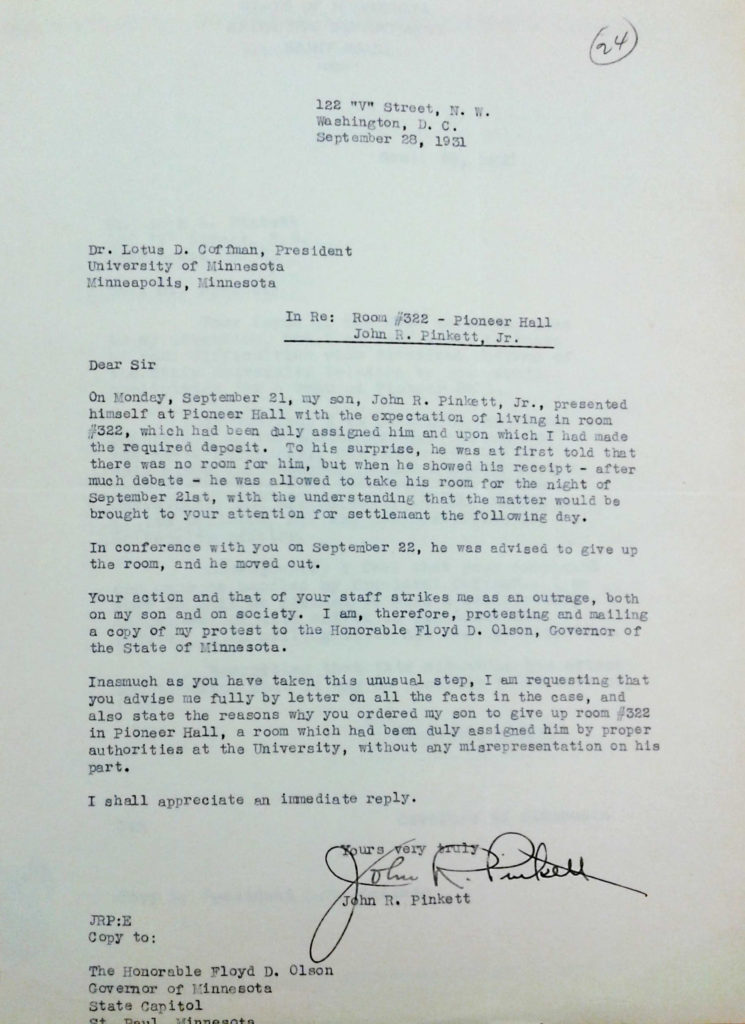 24
122 "V" Street, N. W.
Washington, D. C.
September 28, 1931
Dr. Lotus D. Coffman, President
University of Minnesota
Minneapolis, Minnesota
In Re: Room #322 - Pioneer Hall
John R. Pinkett, Jr.
Dear Sir
On Monday, September 21, my son, John R. Pinkett, Jr., presented
himself at Pioneer Hall with the expectation of living in room
#322, which had been duly assigned him and upon which I had made
the required deposit. To his surprise, he was at first told that
there was no room for him, but when he showed his receipt - after
much debate - he was allowed to take his room for the night of
September 21st, with the understanding that the matter would be
brought to your attention for settlement the following day.
In conference with you on September 22, he was advised to give up
the room, and he moved out.
Your action and that of your staff strikes me as an outrage, both
on my son and on society. I am, therefore, protesting and mailing
a copy of my protest to the Honorable Floyd D. Olson, Governor of
the State of Minnesota.
Inasmuch as you have taken this unusual step, I am requesting that
you advise me fully by letter on all the facts in the case, and
also state the reasons why you ordered my son to give up room #322
in Pioneer Hall, a room which had been duly assigned him by proper
authorities at the University, without any misrepresentation on his
part.
I shall appreciate an immediate reply.
Yours very truly
John R. Pinkett
John R. Pinkett
JRP:E
Copy to:
The Honorable Floyd D. Olson
Governor of Minnesota
State Capitol
St. Paul, Minnesota